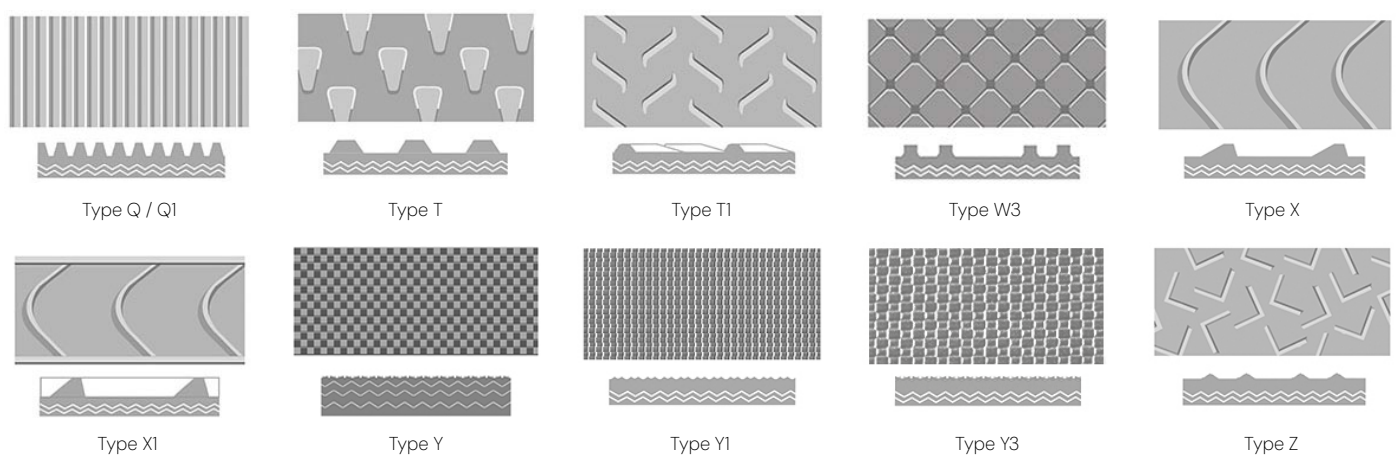 Type Q / Q1
Type T
Type T1
Type W3
Type X
Type X1
Type Y
Type Y1
Type Y3
Type Z